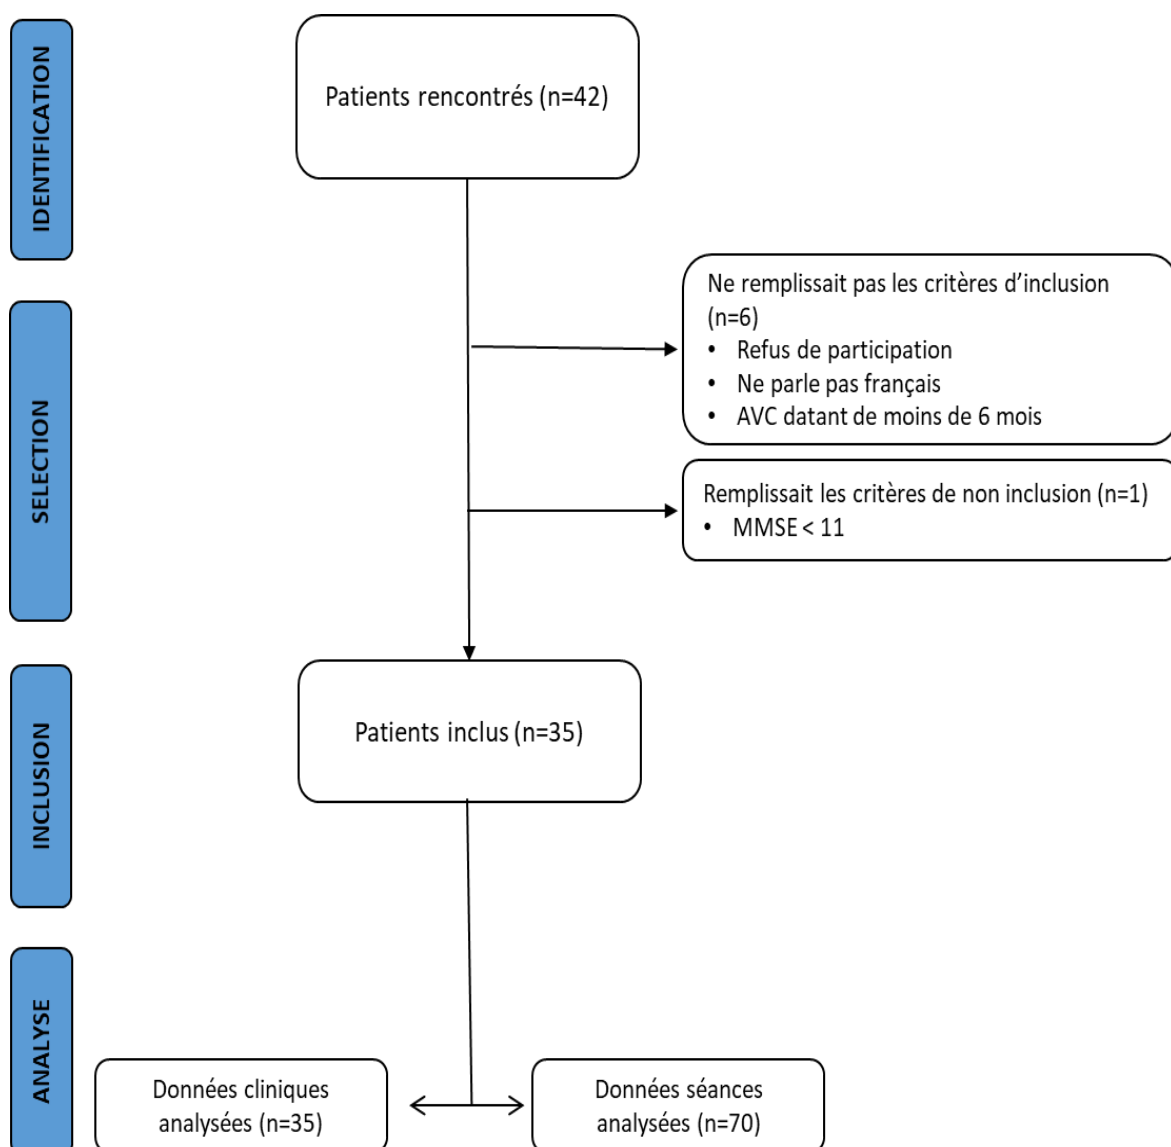 IDENTIFICATION
Patients rencontrés (n=42)
Ne remplissait pas les critères d’inclusion
(n=6)
• Refus de participation
• Ne parle pas français
• AVC datant de moins de 6 mois
SELECTION
Remplissait les critères de non inclusion (n=1)
• MMSE < 11
INCLUSION
Patients inclus (n=35)
ANALYSE
Données cliniques
analysées (n=35)
Données séances
analysées (n=70)